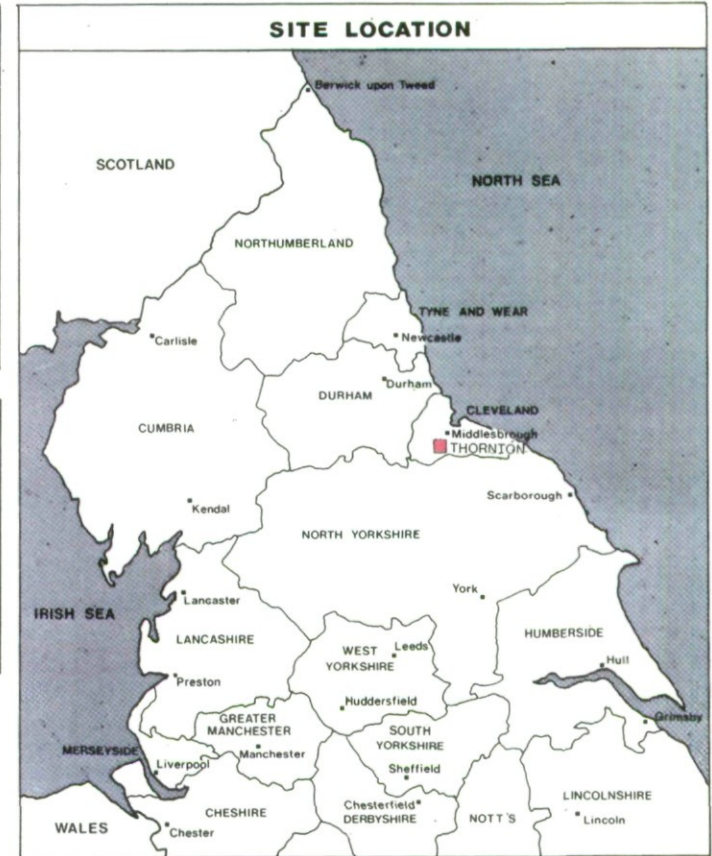 SITE LOCATION
Berwick upon Tweed
SCOTLAND
NORTH SEA
NORTHUMBERLAND
TYNE AND WEAR
Newcastle
Carlisle
Durham
DURHAM
CLEVELAND
CUMBRIA
Middlesbrough
THORNTON
Scarborough
Kendal
NORTH YORKSHIRE
York
Lancaster
IRISH SEA
LANCASHIRE
HUMBERSIDE
WEST
YORKSHIRE
Leeds
Hull
Preston
Huddersfield
GREATER
MANCHESTER
Grimsby
SOUTH
YORKSHIRE
MERSEYSIDE
Manchester
Liverpool
Sheffield
LINCOLNSHIRE
Chesterfield
DERBYSHIRE
CHESHIRE
NOTT'S
Lincoln
WALES
Chester